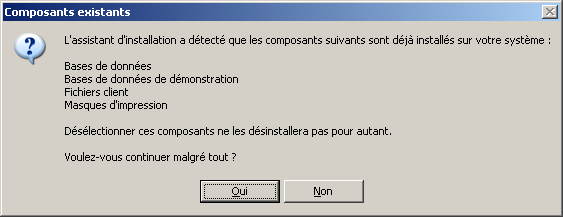 Composants existants
L'assistant d'installation a détecté que les composants suivants sont déjà installés sur votre système :
Bases de données
Bases de données de démonstration
Fichiers client
Masques d'impression
Désélectionner ces composants ne les désinstallera pas pour autant.
Voulez-vous continuer malgré tout ?
Oui
Non